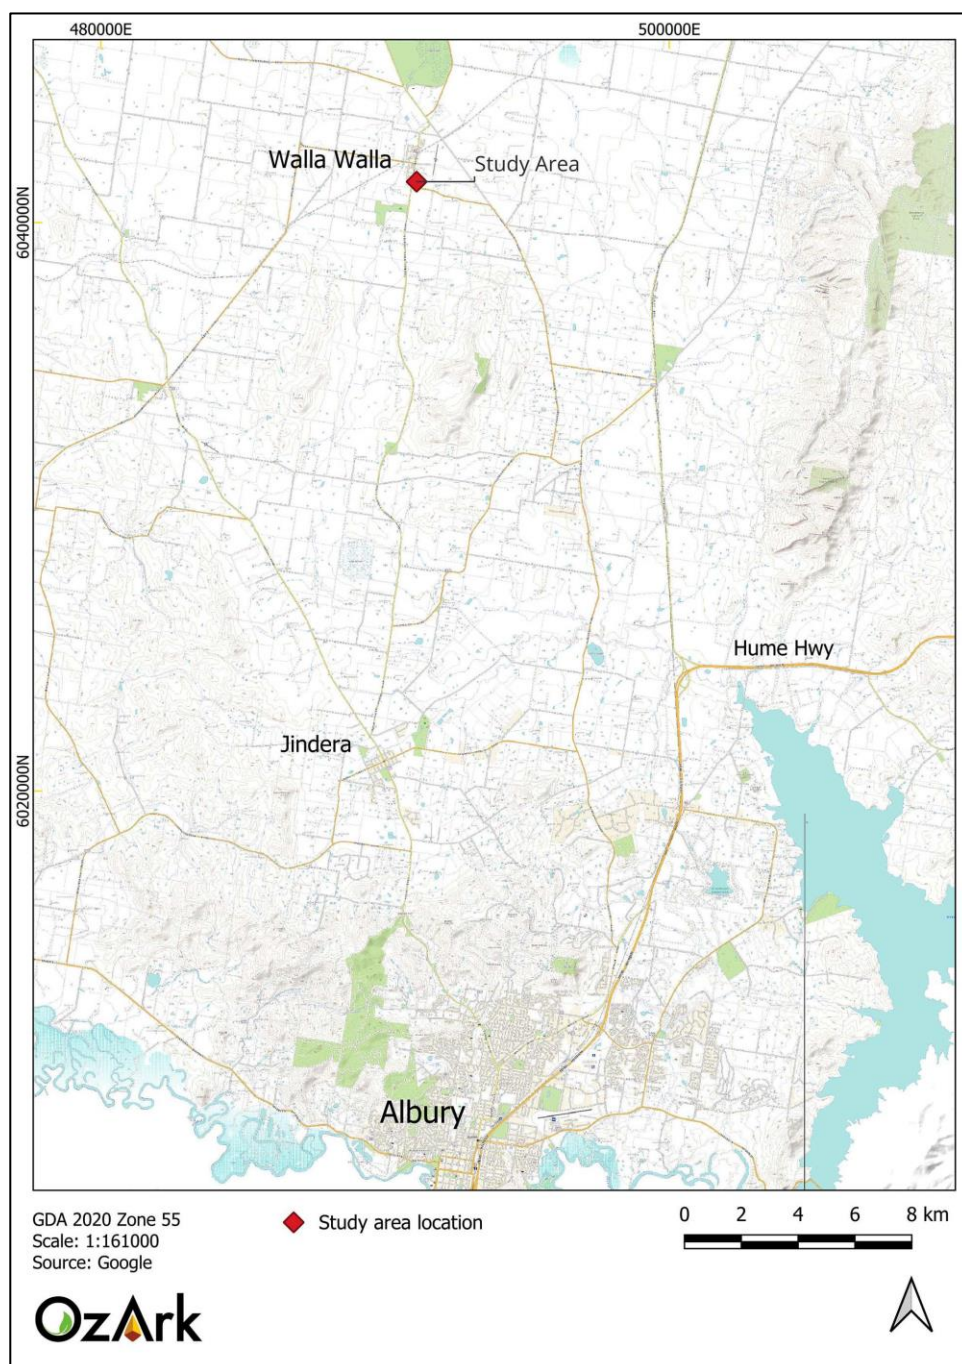 480000E
500000E
Walla Walla
Study Area
6040000N
Hume Hwy
Jindera
6020000N
Albury
GDA 2020 Zone 55
Scale: 1:161000
Source: Google
Study area location
0 2 4 6 8 km
OzArk